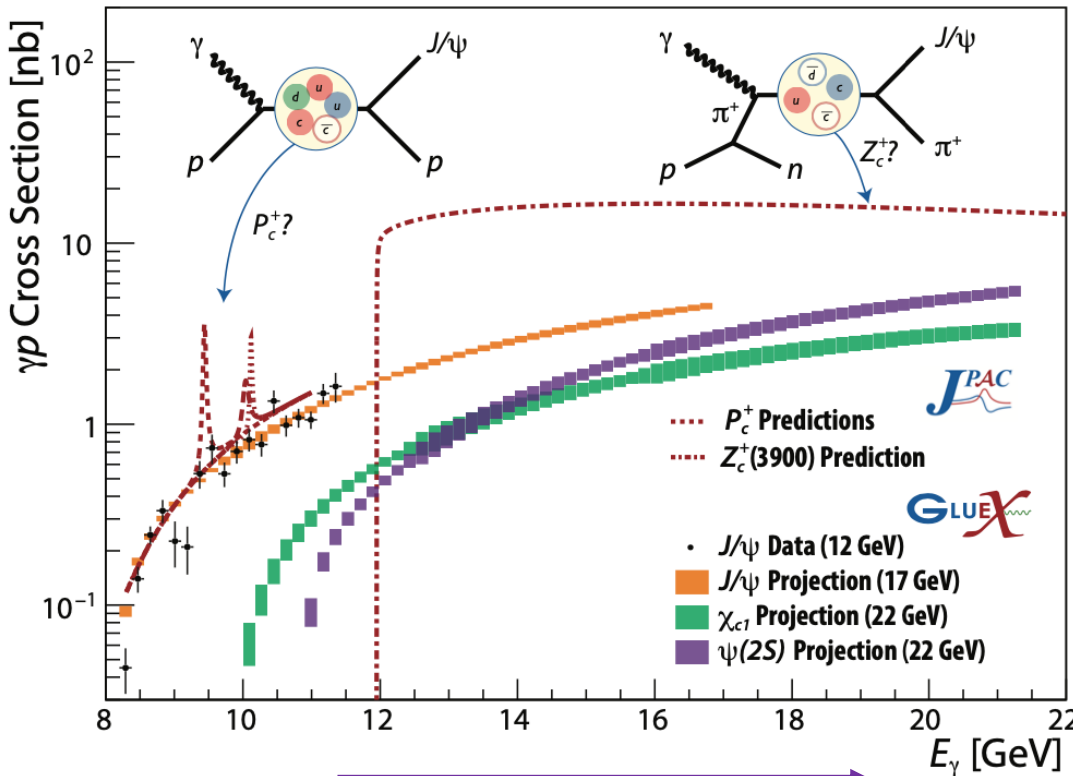 γp Cross Section [nb]
10²
10
1
10⁻¹
γ
p
d
u
u
c
c̅
J/ψ
p
P_c⁺?
γ
π⁺
p
n
d̅
u
c
c̅
J/ψ
π⁺
Z_c⁺?
JPAC
P_c⁺ Predictions
Z_c⁺(3900) Prediction
GLUEX
J/ψ Data (12 GeV)
J/ψ Projection (17 GeV)
χ_c1 Projection (22 GeV)
ψ(2S) Projection (22 GeV)
8 10 12 14 16 18 20 22
E_γ [GeV]